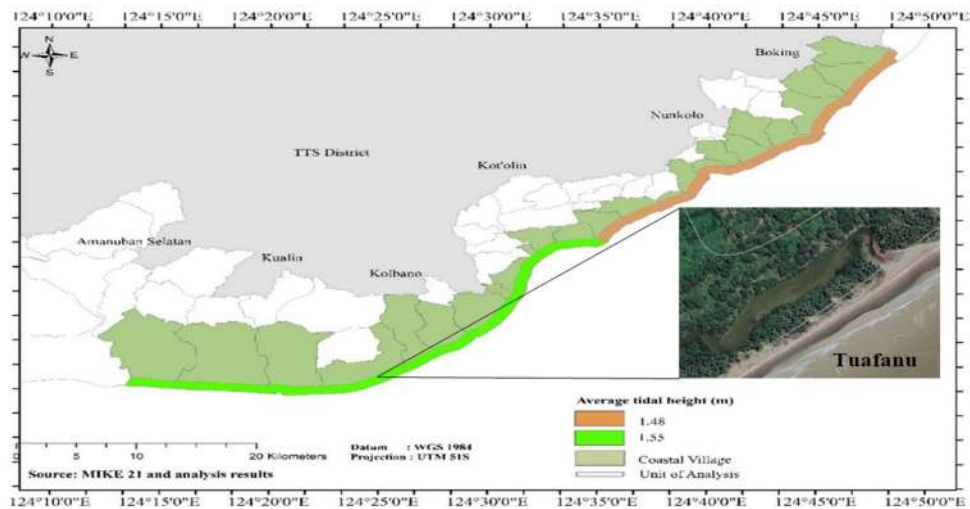 124°10'0"E 124°15'0"E 124°20'0"E 124°25'0"E 124°30'0"E 124°35'0"E 124°40'0"E 124°45'0"E 124°50'0"E
N
W E
S
Boking
Nunkolo
TTS District
Kot'olin
Amanuban Selatan
Kualin
Kolbano
Tuafanu
Average tidal height (m)
1.48
1.55
Coastal Village
Unit of Analysis
0 5 10 20 Kilometers
Datum : WGS 1984
Projection : UTM 51S
Source: MIKE 21 and analysis results
124°10'0"E 124°15'0"E 124°20'0"E 124°25'0"E 124°30'0"E 124°35'0"E 124°40'0"E 124°45'0"E 124°50'0"E